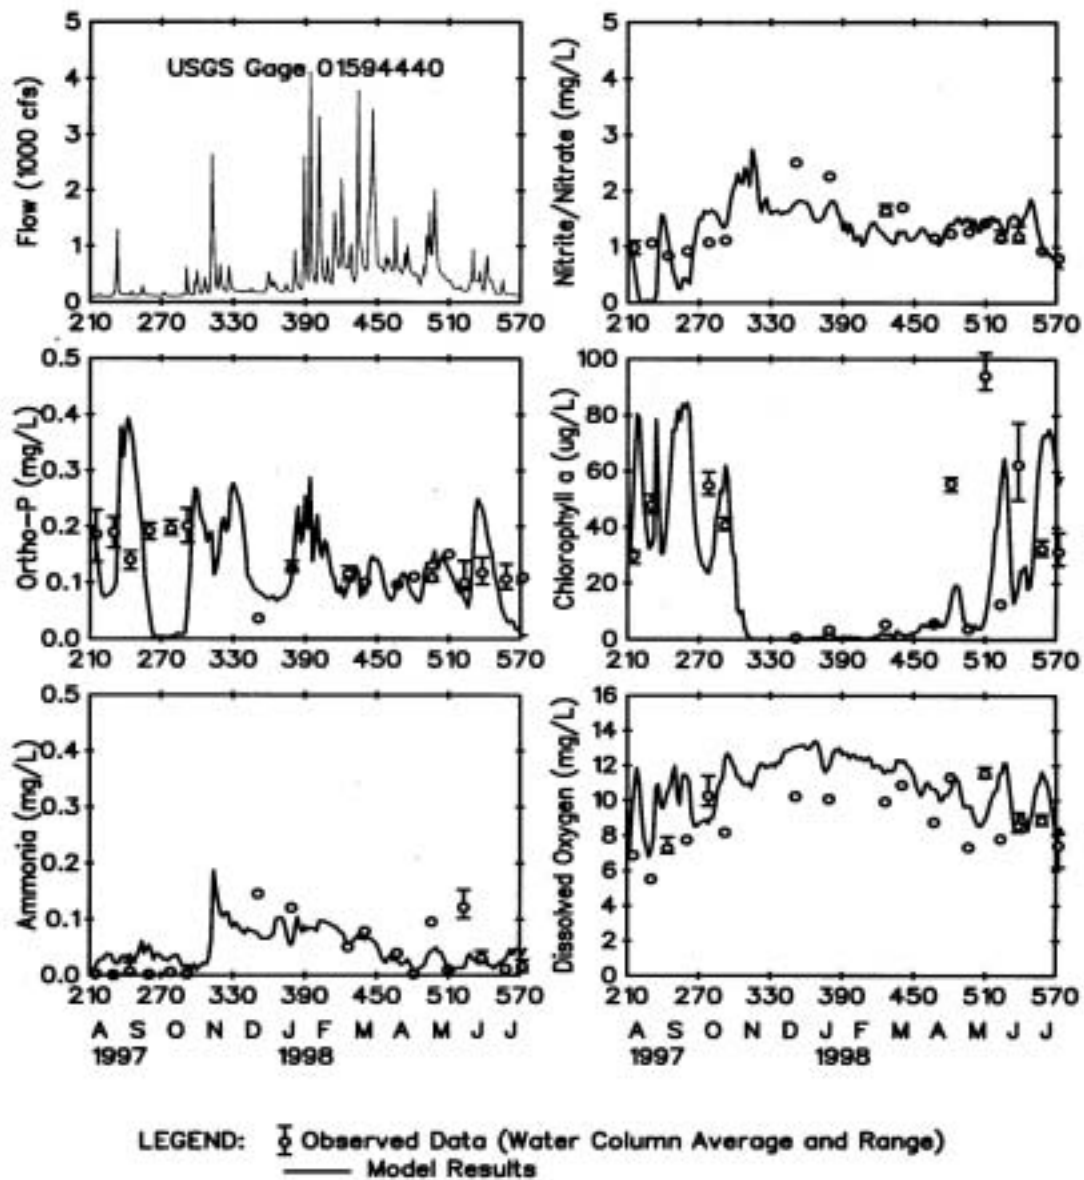 USGS Gage 01594440
Flow (1000 cfs)
5
4
3
2
1
0
210 270 330 390 450 510 570
Nitrite/Nitrate (mg/L)
5
4
3
2
1
0
210 270 330 390 450 510 570
Ortho-P (mg/L)
0.5
0.4
0.3
0.2
0.1
0.0
210 270 330 390 450 510 570
Chlorophyll a (ug/L)
100
80
60
40
20
0
210 270 330 390 450 510 570
Ammonia (mg/L)
0.5
0.4
0.3
0.2
0.1
0.0
210 270 330 390 450 510 570
A S O N D J F M A M J J
1997 1998
Dissolved Oxygen (mg/L)
16
14
12
10
8
6
4
2
0
210 270 330 390 450 510 570
A S O N D J F M A M J J
1997 1998
LEGEND: Observed Data (Water Column Average and Range)
Model Results